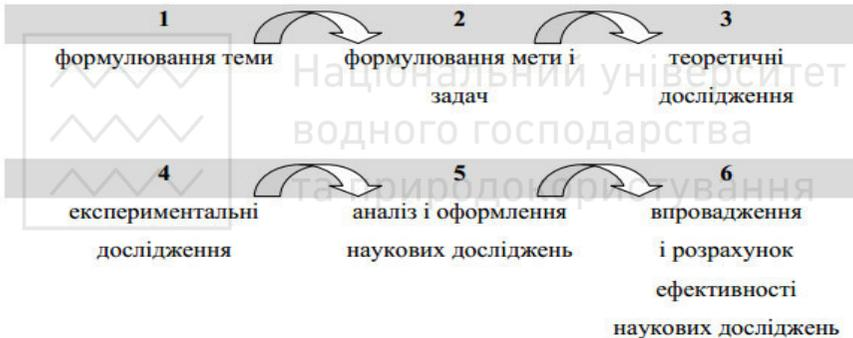 1 2 3
формулювання теми формулювання мети і теоретичні
задач дослідження
Національний університет
водного господарства
та природокористування
4 5 6
експериментальні аналіз і оформлення впровадження
дослідження наукових досліджень і розрахунок
ефективності
наукових досліджень